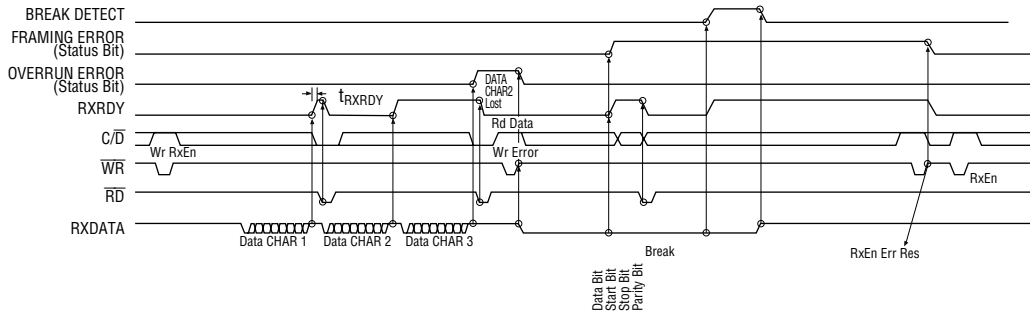 BREAK DETECT
FRAMING ERROR
(Status Bit)
OVERRUN ERROR
(Status Bit)
DATA
CHAR2
Lost
tRXRDY
RXRDY
Rd Data
C/D̅
Wr RxEn
Wr Error
W̅R̅
RxEn
R̅D̅
RXDATA
Data CHAR 1
Data CHAR 2
Data CHAR 3
Break
RxEn Err Res
Data Bit
Start Bit
Stop Bit
Parity Bit